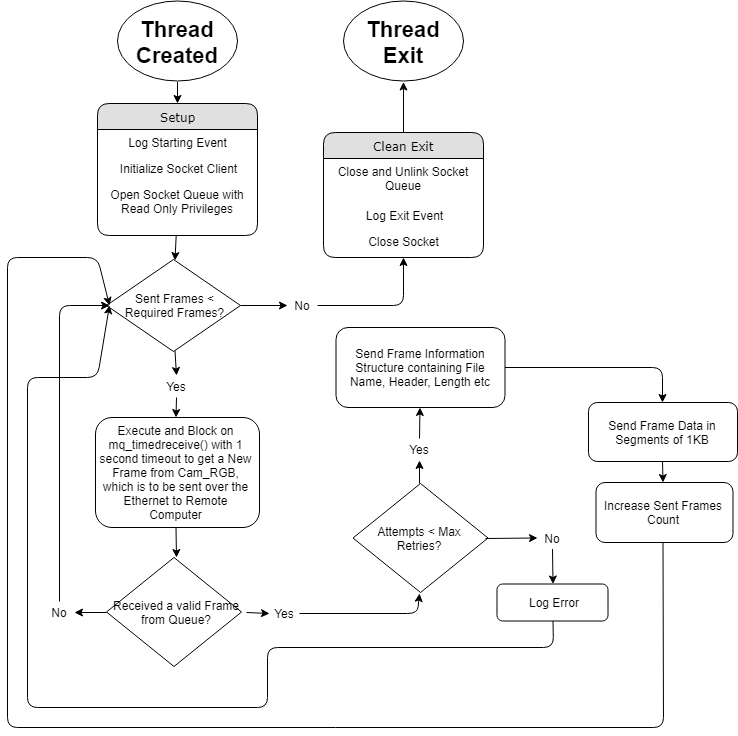 Thread
Created
Thread
Exit
Setup
Log Starting Event
Initialize Socket Client
Open Socket Queue with
Read Only Privileges
Clean Exit
Close and Unlink Socket
Queue
Log Exit Event
Close Socket
Sent Frames <
Required Frames?
No
Yes
Send Frame Information
Structure containing File
Name, Header, Length etc
Send Frame Data in
Segments of 1KB
Increase Sent Frames
Count
Execute and Block on
mq_timedreceive() with 1
second timeout to get a New
Frame from Cam_RGB,
which is to be sent over the
Ethernet to Remote
Computer
Yes
Attempts < Max
Retries?
No
Log Error
Received a valid Frame
from Queue?
No
Yes